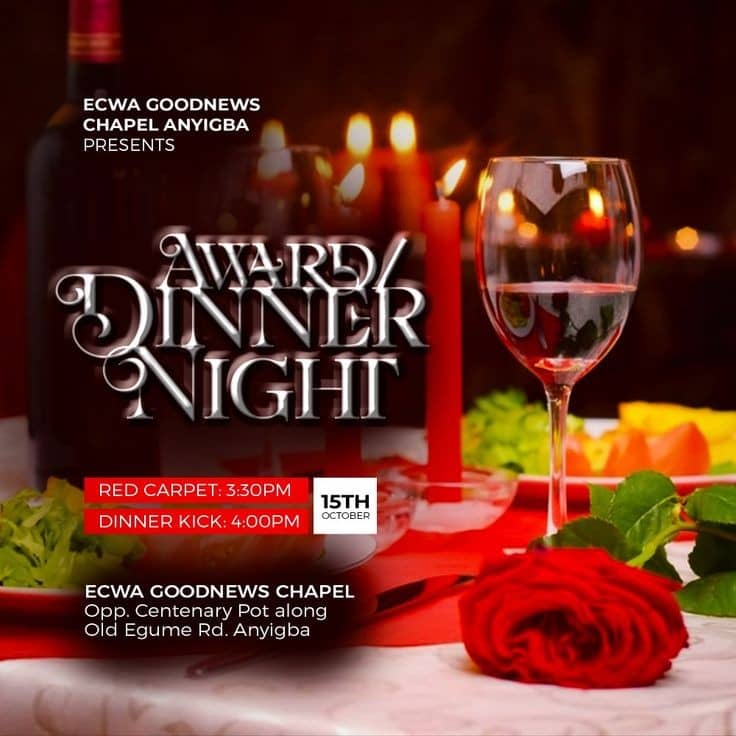 ECWA GOODNEWS
CHAPEL ANYIGBA
PRESENTS
AWARD/
DINNER
NIGHT
RED CARPET: 3:30PM
DINNER KICK: 4:00PM
15TH
OCTOBER
ECWA GOODNEWS CHAPEL
Opp. Centenary Pot along
Old Egume Rd. Anyigba